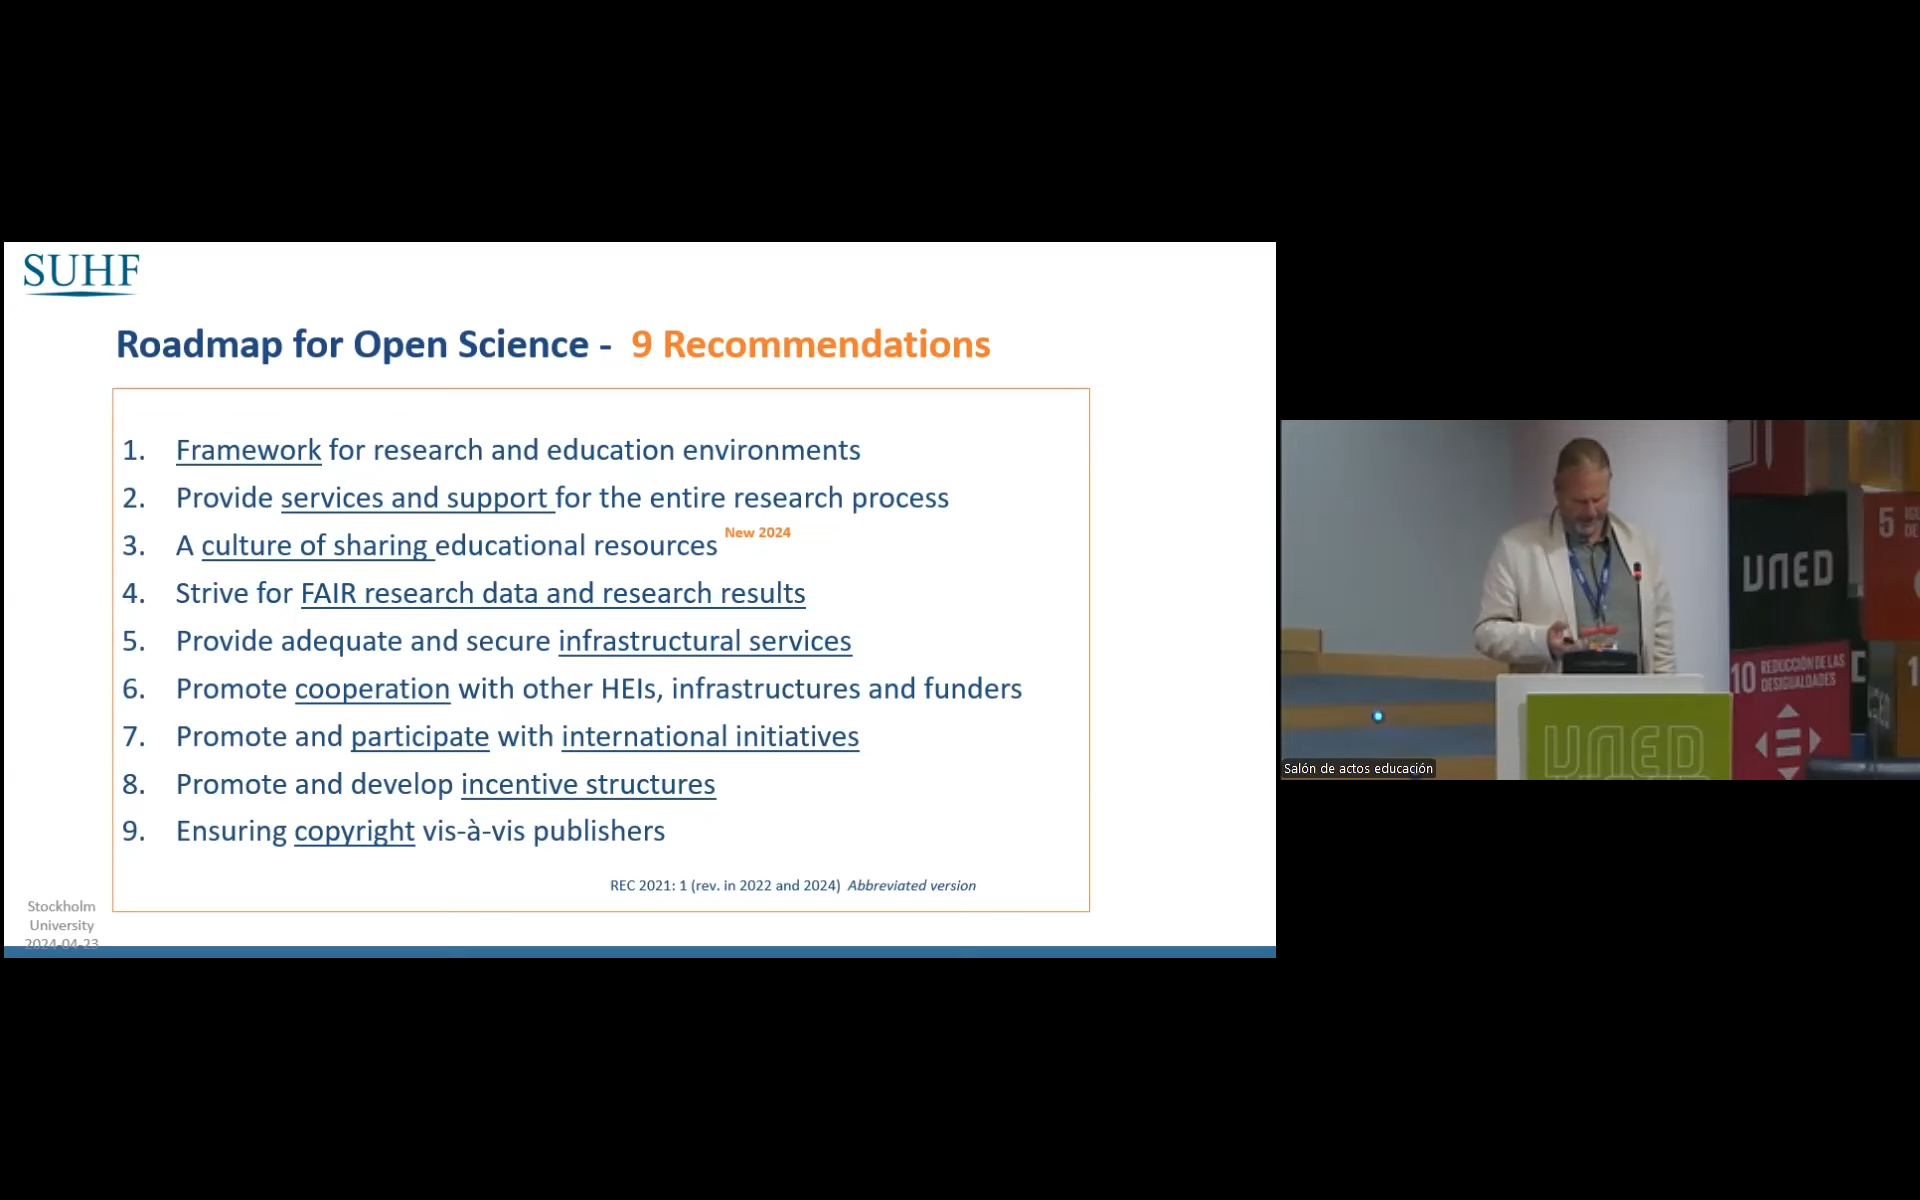 SUHF
Roadmap for Open Science - 9 Recommendations
1. Framework for research and education environments
2. Provide services and support for the entire research process
3. A culture of sharing educational resources New 2024
4. Strive for FAIR research data and research results
5. Provide adequate and secure infrastructural services
6. Promote cooperation with other HEIs, infrastructures and funders
7. Promote and participate with international initiatives
8. Promote and develop incentive structures
9. Ensuring copyright vis-à-vis publishers
REC 2021: 1 (rev. in 2022 and 2024) Abbreviated version
Stockholm
University
2024-04-23
5
UNED
10 REDUCCIÓN DE LAS
DESIGUALDADES
UNED
Salón de actos educación